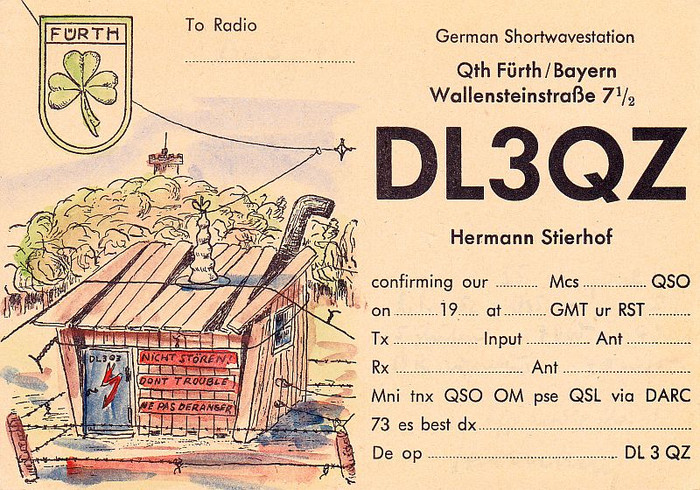 FÜRTH
To Radio
German Shortwavestation
Qth Fürth/Bayern
Wallensteinstraße 7½
DL3QZ
Hermann Stierhof
confirming our ........... Mcs ............... QSO
on ........... 19 ..... at ........... GMT ur RST ..........
Tx ........................ Input ........... Ant .................
Rx .................................. Ant ................................
Mni tnx QSO OM pse QSL via DARC
73 es best dx ..................................................
De op .................................................. DL 3 QZ
DL3QZ
NICHT STÖREN!
DONT TROUBLE
NE PAS DERANGER